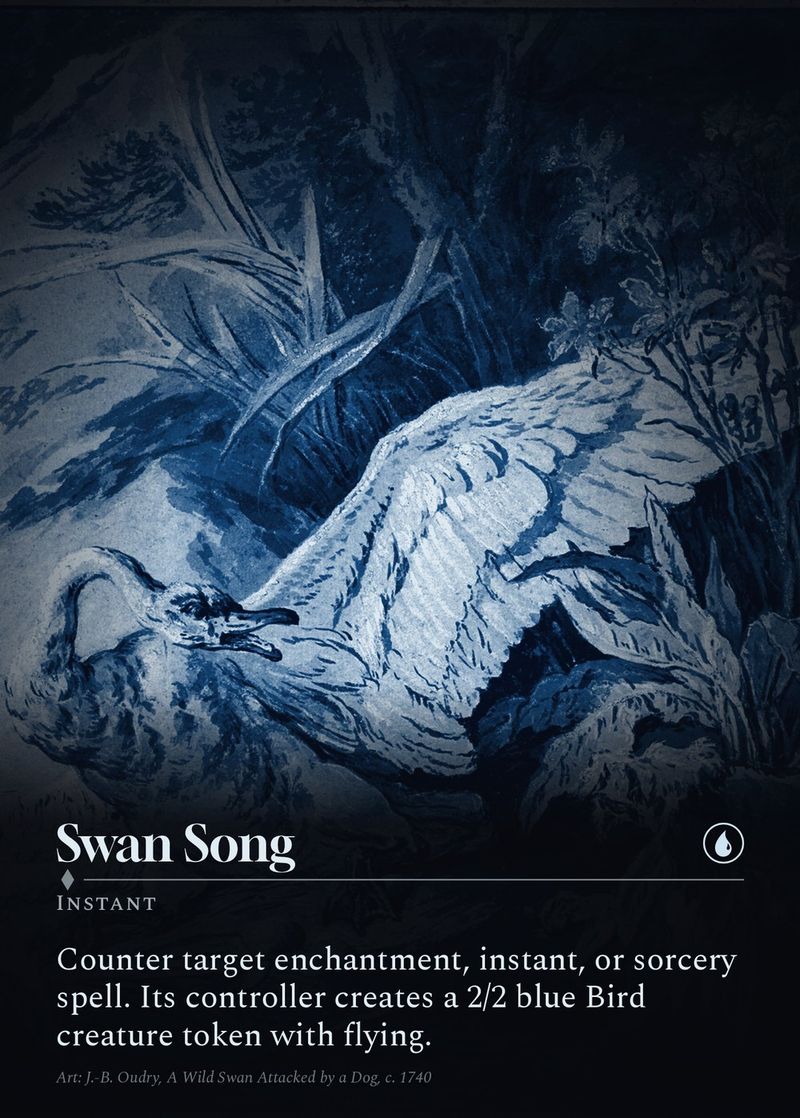 Swan Song
Instant
Counter target enchantment, instant, or sorcery
spell. Its controller creates a 2/2 blue Bird
creature token with flying.
Art: J.-B. Oudry, A Wild Swan Attacked by a Dog, c. 1740